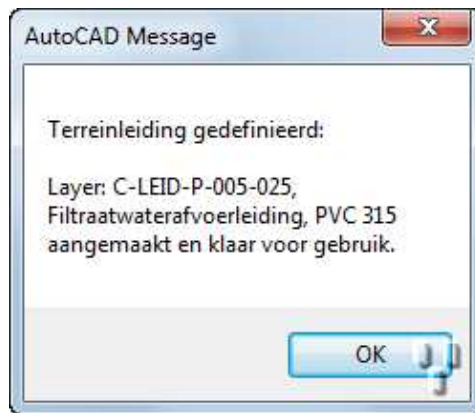 AutoCAD Message
Terreinleiding gedefinieerd:
Layer: C-LEID-P-005-025,
Filtraatwaterafvoerleiding, PVC 315
aangemaakt en klaar voor gebruik.
OK